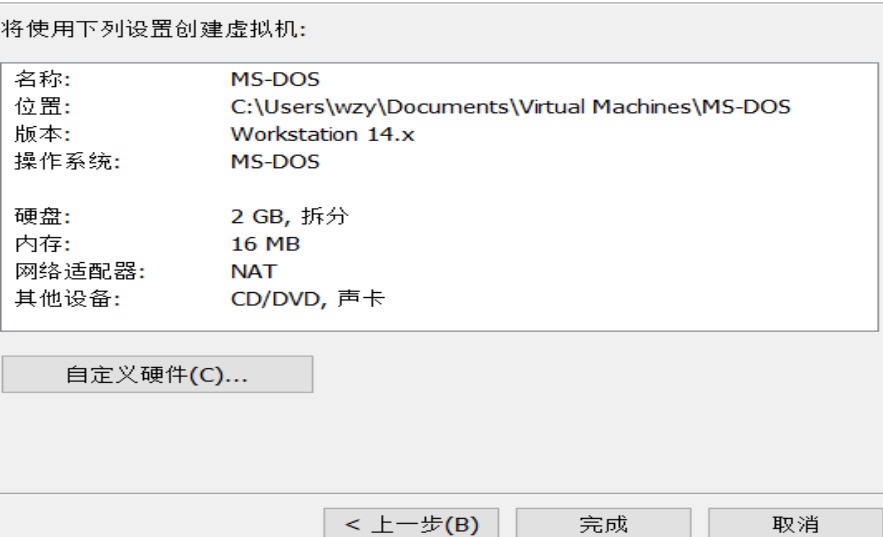 将使用下列设置创建虚拟机:
名称: MS-DOS
位置: C:\Users\wzy\Documents\Virtual Machines\MS-DOS
版本: Workstation 14.x
操作系统: MS-DOS
硬盘: 2 GB, 拆分
内存: 16 MB
网络适配器: NAT
其他设备: CD/DVD, 声卡
自定义硬件(C)...
< 上一步(B) 完成 取消